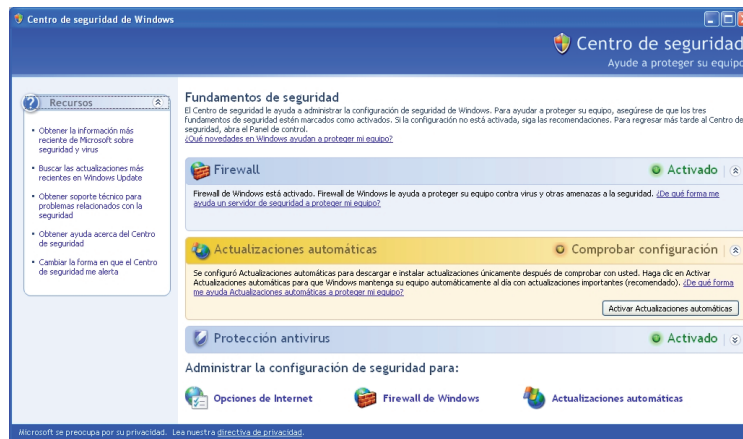 Centro de seguridad de Windows
Centro de seguridad
Ayude a proteger su equipo
Recursos
• Obtener la información más
reciente de Microsoft sobre
seguridad y virus
• Buscar las actualizaciones más
recientes en Windows Update
• Obtener soporte técnico para
problemas relacionados con la
seguridad
• Obtener ayuda acerca del Centro
de seguridad
• Cambiar la forma en que el Centro
de seguridad me alerta
Fundamentos de seguridad
El Centro de seguridad le ayuda a administrar la configuración de seguridad de Windows. Para ayudar a proteger su equipo, asegúrese de que los tres
fundamentos de seguridad estén marcados como activados. Si la configuración no está activada, siga las recomendaciones. Para regresar más tarde al Centro de
seguridad, abra el Panel de control.
¿Qué novedades en Windows ayudan a proteger mi equipo?
Firewall Activado
Firewall de Windows está activado. Firewall de Windows le ayuda a proteger su equipo contra virus y otras amenazas a la seguridad. ¿De qué forma me
ayuda un servidor de seguridad a proteger mi equipo?
Actualizaciones automáticas Comprobar configuración
Se configuró Actualizaciones automáticas para descargar e instalar actualizaciones únicamente después de comprobar con usted. Haga clic en Activar
Actualizaciones automáticas para que Windows mantenga su equipo automáticamente al día con actualizaciones importantes (recomendado). ¿De qué forma
me ayuda Actualizaciones automáticas a proteger mi equipo?
Activar Actualizaciones automáticas
Protección antivirus Activado
Administrar la configuración de seguridad para:
Opciones de Internet Firewall de Windows Actualizaciones automáticas
Microsoft se preocupa por su privacidad. Lea nuestra directiva de privacidad.